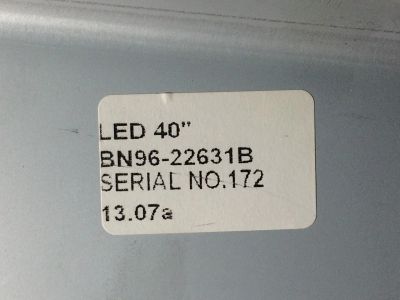 LED 40"
BN96-22631B
SERIAL NO.172
13.07a